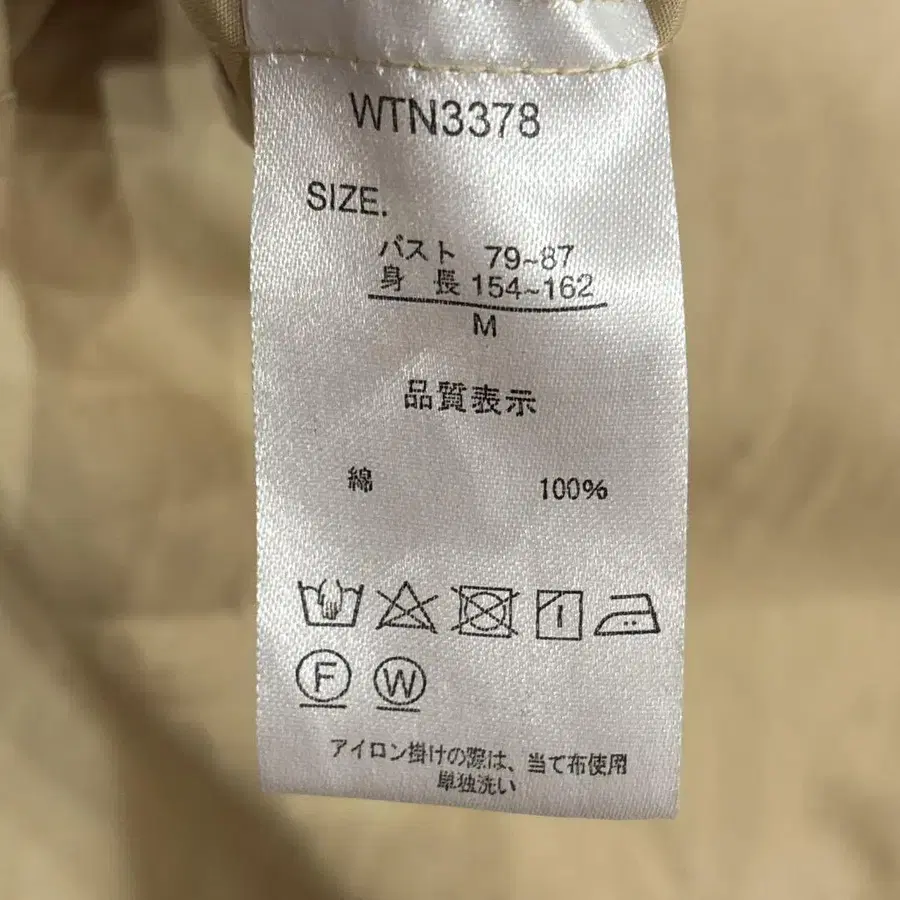 WTN3378
SIZE.
バスト 79~87
身長 154~162
M
品質表示
綿 100%
F W
アイロン掛けの際は、当て布使用
単独洗い